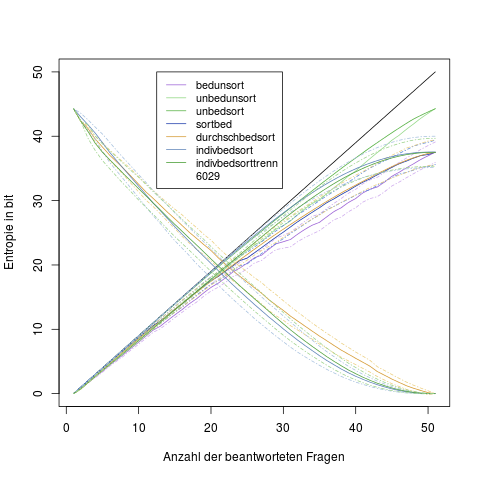 50
40
30
20
10
0
Entropie in bit
bedunsort
unbedunsort
unbedsort
sortbed
durchschbedsort
indivbedsort
indivbedsorttrenn
6029
0 10 20 30 40 50
Anzahl der beantworteten Fragen